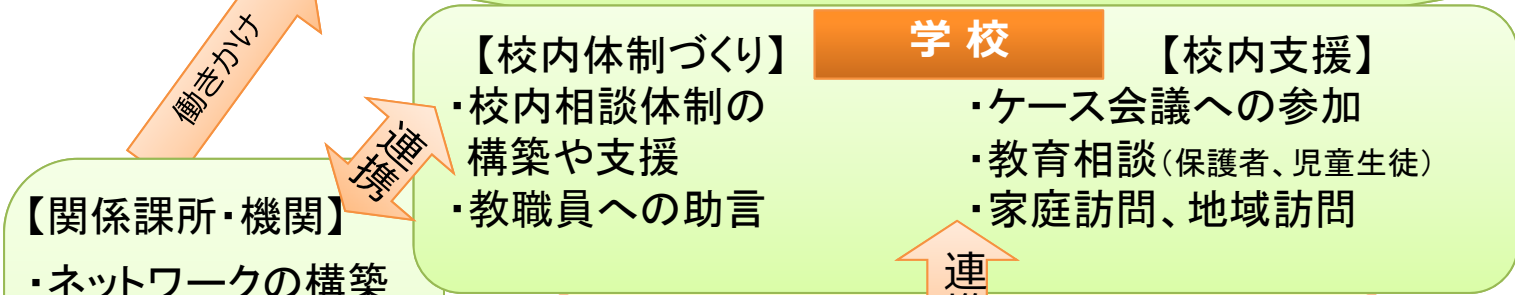 働きかけ
学 校
【校内体制づくり】
・校内相談体制の
構築や支援
・教職員への助言
【校内支援】
・ケース会議への参加
・教育相談(保護者、児童生徒)
・家庭訪問、地域訪問
連携
【関係課所・機関】
・ネットワークの構築
連